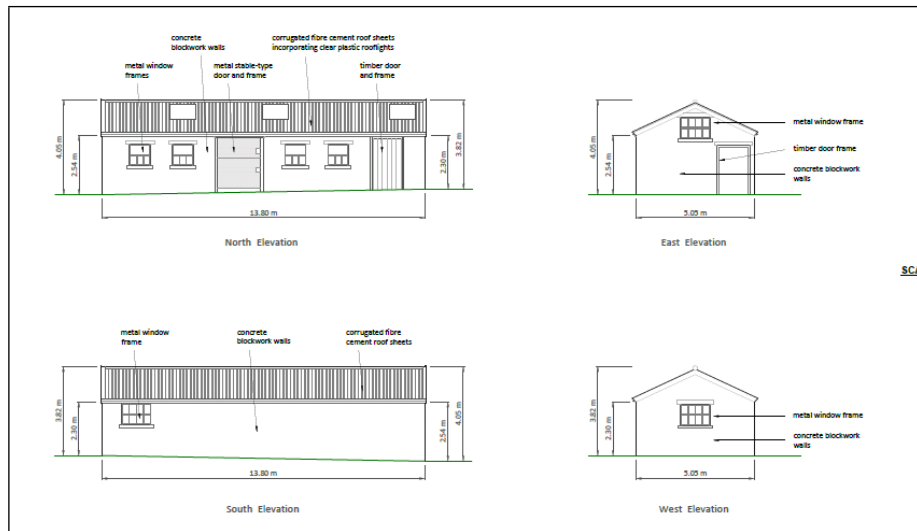 concrete
blockwork walls
corrugated fibre cement roof sheets
incorporating clear plastic rooflights
metal window
frames
metal stable-type
door and frame
timber door
and frame
4.05 m
2.54 m
2.30 m
3.82 m
13.80 m
North Elevation
metal window frame
timber door frame
concrete blockwork
walls
4.05 m
2.54 m
5.05 m
East Elevation
SCA
metal window
frame
concrete
blockwork walls
corrugated fibre
cement roof sheets
3.82 m
2.30 m
2.54 m
4.05 m
13.80 m
South Elevation
metal window frame
concrete blockwork
walls
3.82 m
2.30 m
5.05 m
West Elevation